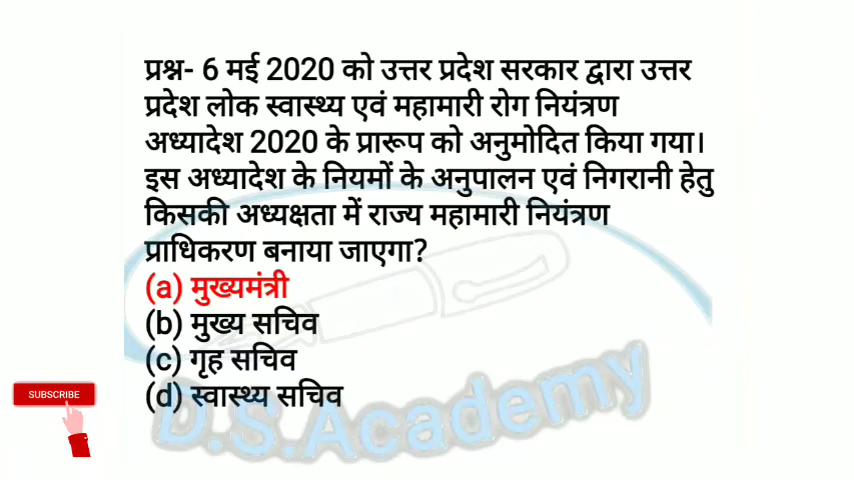 प्रश्न- 6 मई 2020 को उत्तर प्रदेश सरकार द्वारा उत्तर
प्रदेश लोक स्वास्थ्य एवं महामारी रोग नियंत्रण
अध्यादेश 2020 के प्रारूप को अनुमोदित किया गया।
इस अध्यादेश के नियमों के अनुपालन एवं निगरानी हेतु
किसकी अध्यक्षता में राज्य महामारी नियंत्रण
प्राधिकरण बनाया जाएगा?
(a) मुख्यमंत्री
(b) मुख्य सचिव
(c) गृह सचिव
(d) स्वास्थ्य सचिव
SUBSCRIBE
D.S.Academy